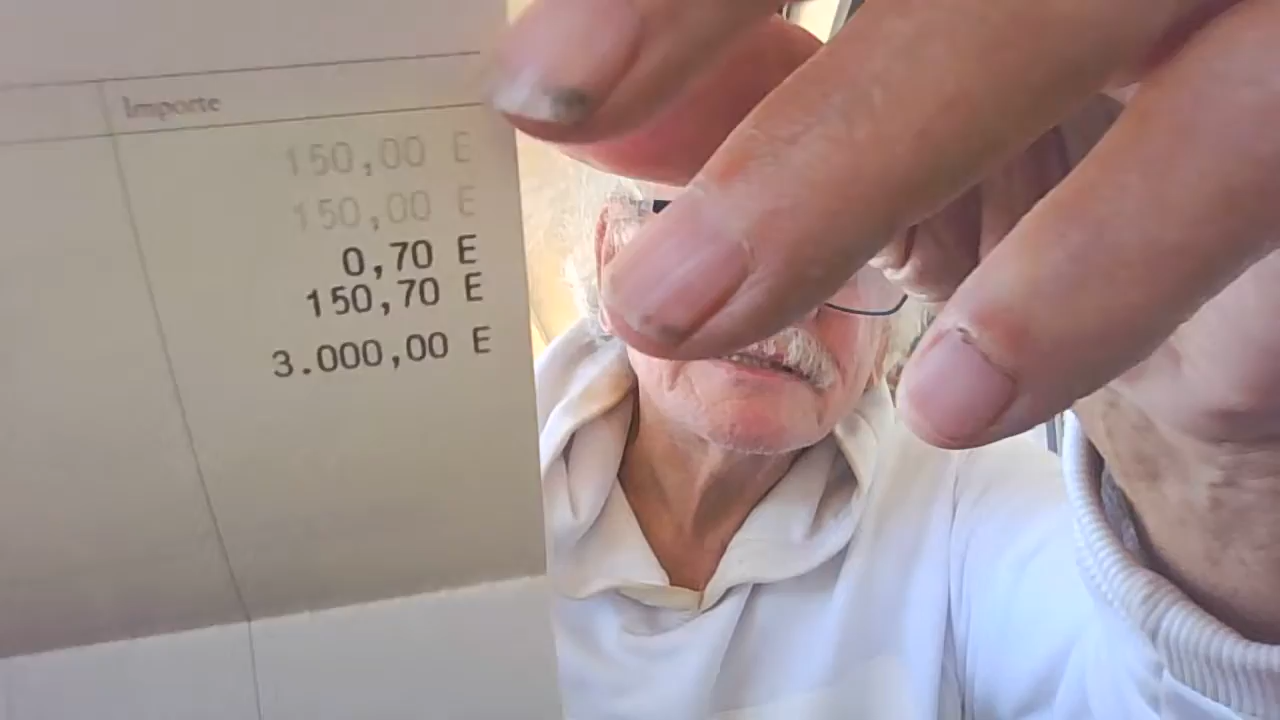 Importe
150,00 E
150,00 E
0,70 E
150,70 E
3.000,00 E